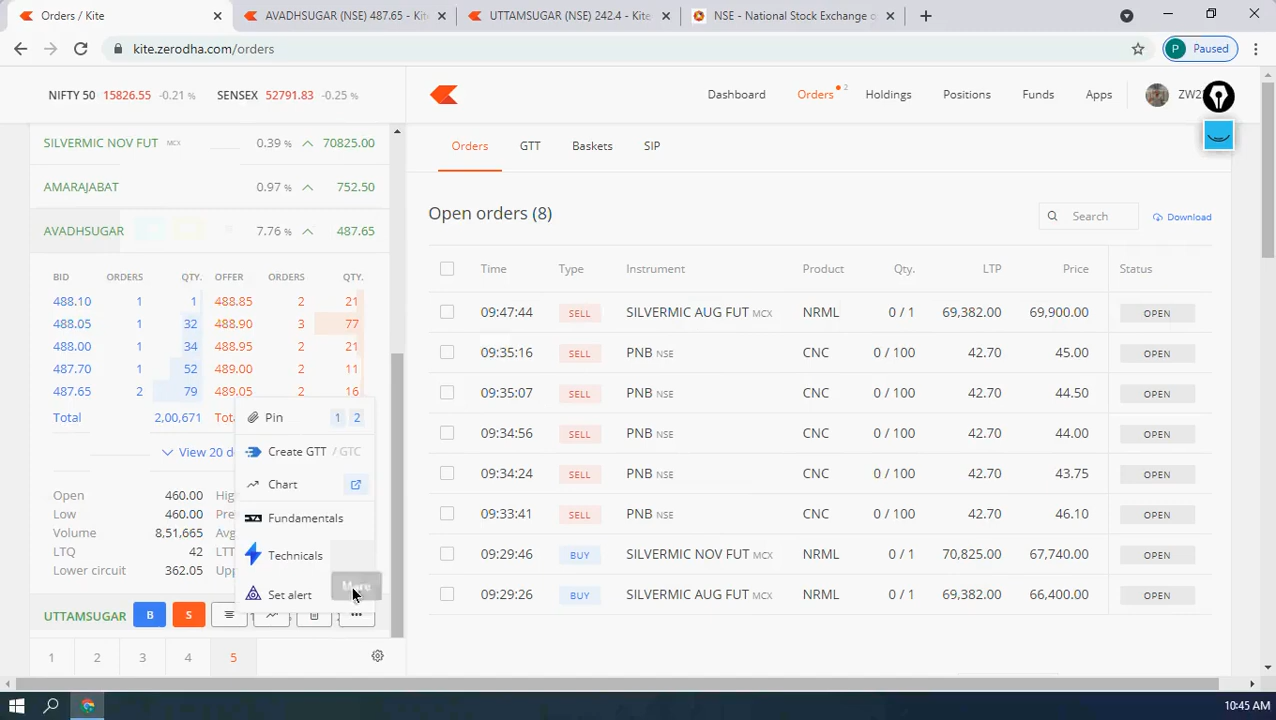 Orders / Kite
AVADHSUGAR (NSE) 487.65 - Kite
UTTAMSUGAR (NSE) 242.4 - Kite
NSE - National Stock Exchange o
kite.zerodha.com/orders
P Paused
NIFTY 50 15826.55 -0.21 % SENSEX 52791.83 -0.25 %
Dashboard Orders 2 Holdings Positions Funds Apps
SILVERMIC NOV FUT MCX 0.39 % 70825.00
AMARAJABAT 0.97 % 752.50
AVADHSUGAR 7.76 % 487.65
BID ORDERS QTY. OFFER ORDERS QTY.
488.10 1 1 488.85 2 21
488.05 1 32 488.90 3 77
488.00 1 34 488.95 2 21
487.70 1 52 489.00 1 11
487.65 2 79 489.05 1 16
Total 2,00,671
Pin 1 2
Create GTT / GTC
Chart
Fundamentals
Technicals
Set alert
More
Open 460.00
Low 460.00
Volume 8,51,665
LTQ 42
Lower circuit 362.05
UTTAMSUGAR B S
1 2 3 4 5
Orders GTT Baskets SIP
Open orders (8)
Search Download
Time Type Instrument Product Qty. LTP Price Status
09:47:44 SELL SILVERMIC AUG FUT MCX NRML 0 / 1 69,382.00 69,900.00 OPEN
09:35:16 SELL PNB NSE CNC 0 / 100 42.70 45.00 OPEN
09:35:07 SELL PNB NSE CNC 0 / 100 42.70 44.50 OPEN
09:34:56 SELL PNB NSE CNC 0 / 100 42.70 44.00 OPEN
09:34:24 SELL PNB NSE CNC 0 / 100 42.70 43.75 OPEN
09:33:41 SELL PNB NSE CNC 0 / 100 42.70 46.10 OPEN
09:29:46 BUY SILVERMIC NOV FUT MCX NRML 0 / 1 70,825.00 67,740.00 OPEN
09:29:26 BUY SILVERMIC AUG FUT MCX NRML 0 / 1 69,382.00 66,400.00 OPEN
10:45 AM